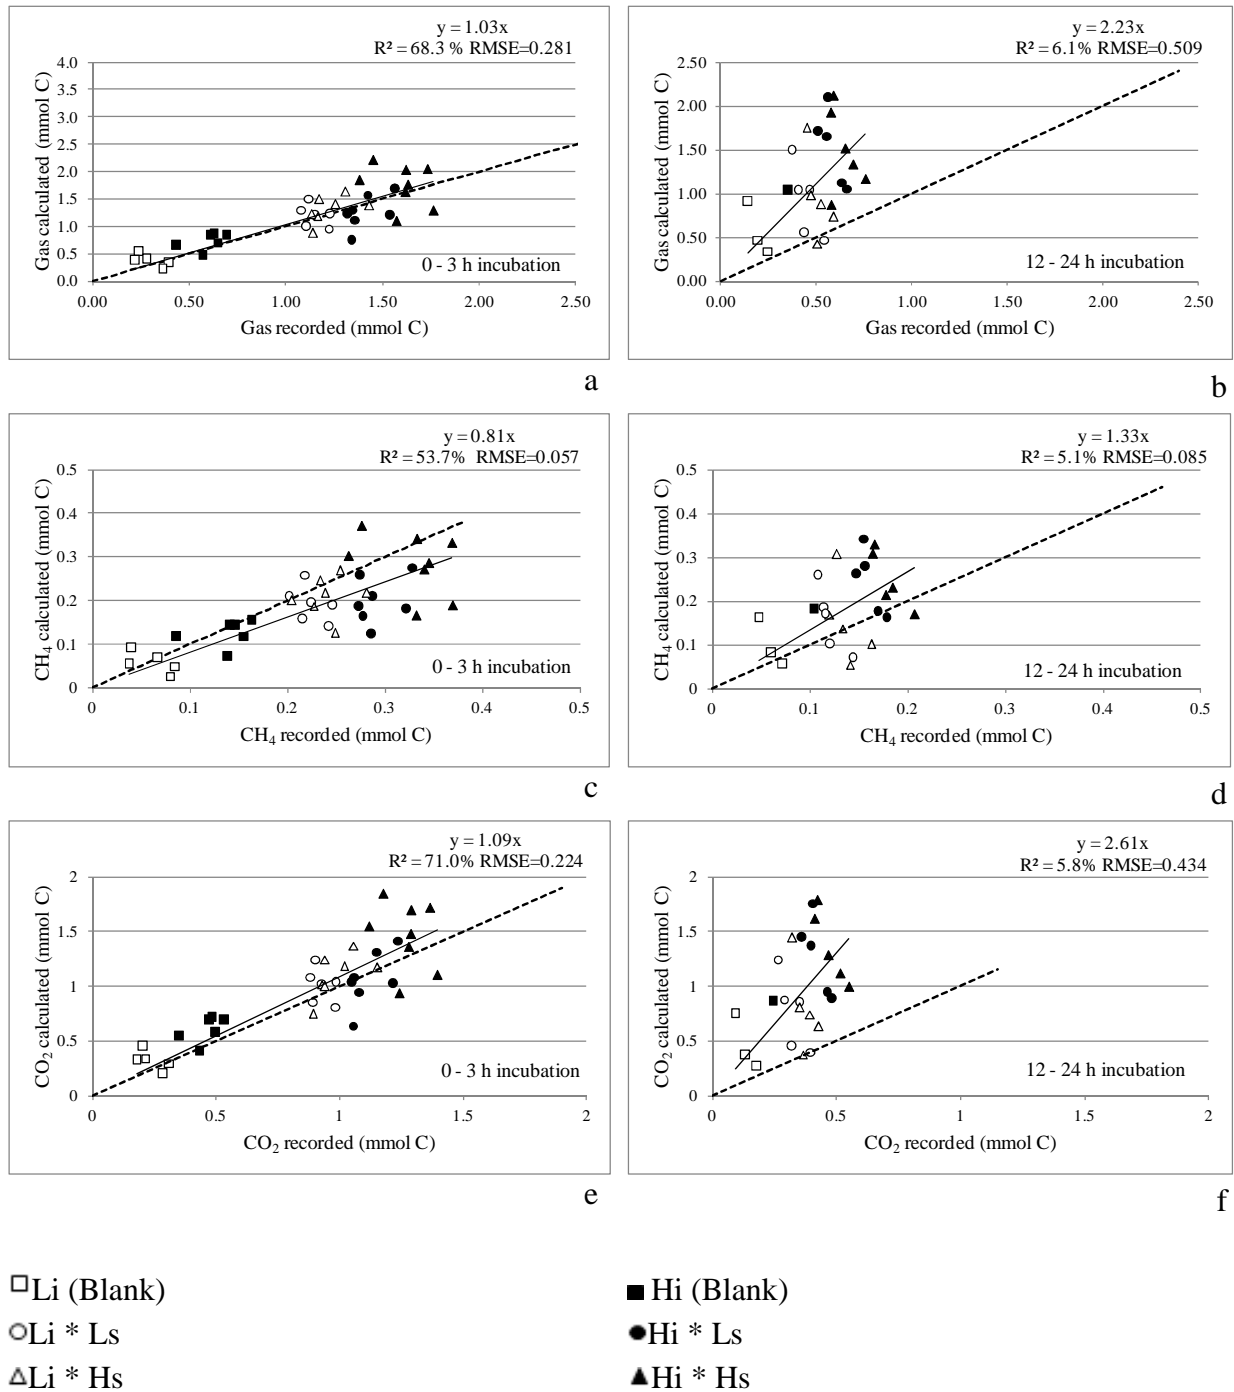 y = 1.03x
R² = 68.3 % RMSE=0.281
Gas calculated (mmol C)
4.0
3.5
3.0
2.5
2.0
1.5
1.0
0.5
0.0
0 - 3 h incubation
0.00 0.50 1.00 1.50 2.00 2.50
Gas recorded (mmol C)
a
y = 2.23x
R² = 6.1% RMSE=0.509
Gas calculated (mmol C)
2.50
2.00
1.50
1.00
0.50
0.00
12 - 24 h incubation
0.00 0.50 1.00 1.50 2.00 2.50
Gas recorded (mmol C)
b
y = 0.81x
R² = 53.7% RMSE=0.057
CH₄ calculated (mmol C)
0.5
0.4
0.3
0.2
0.1
0
0 - 3 h incubation
0 0.1 0.2 0.3 0.4 0.5
CH₄ recorded (mmol C)
c
y = 1.33x
R² = 5.1% RMSE=0.085
CH₄ calculated (mmol C)
0.5
0.4
0.3
0.2
0.1
0
12 - 24 h incubation
0 0.1 0.2 0.3 0.4 0.5
CH₄ recorded (mmol C)
d
y = 1.09x
R² = 71.0% RMSE=0.224
CO₂ calculated (mmol C)
2
1.5
1
0.5
0
0 - 3 h incubation
0 0.5 1 1.5 2
CO₂ recorded (mmol C)
e
y = 2.61x
R² = 5.8% RMSE=0.434
CO₂ calculated (mmol C)
2
1.5
1
0.5
0
12 - 24 h incubation
0 0.5 1 1.5 2
CO₂ recorded (mmol C)
f
Li (Blank)
Li * Ls
Li * Hs
Hi (Blank)
Hi * Ls
Hi * Hs